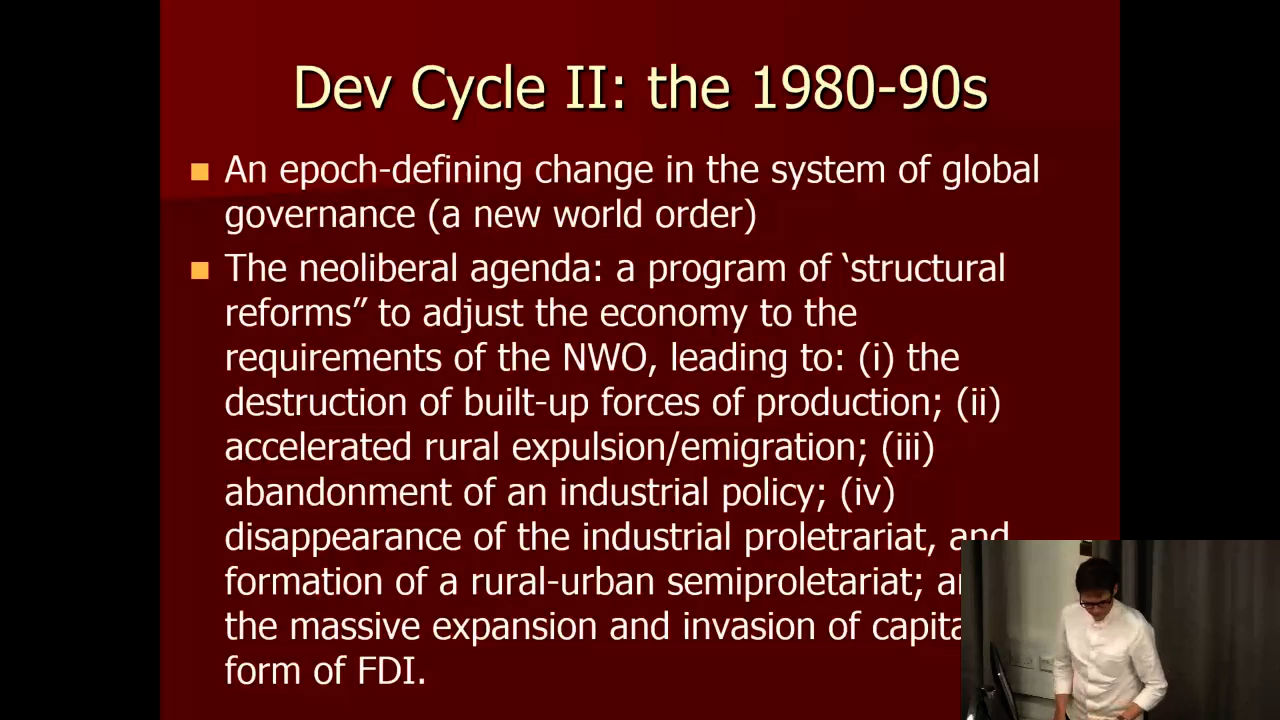 Dev Cycle II: the 1980-90s
An epoch-defining change in the system of global
governance (a new world order)
The neoliberal agenda: a program of ‘structural
reforms” to adjust the economy to the
requirements of the NWO, leading to: (i) the
destruction of built-up forces of production; (ii)
accelerated rural expulsion/emigration; (iii)
abandonment of an industrial policy; (iv)
disappearance of the industrial proletrariat, and
formation of a rural-urban semiproletariat;
the massive expansion and invasion of
form of FDI.